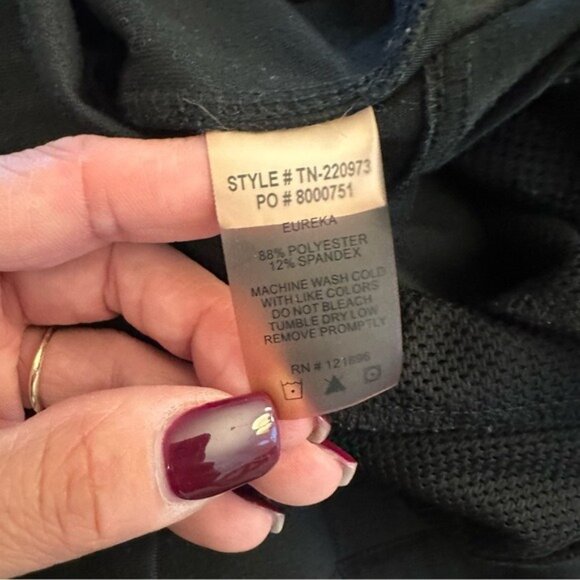 STYLE # TN-220973
PO # 8000751
EUREKA
88% POLYESTER
12% SPANDEX
MACHINE WASH COLD
WITH LIKE COLORS
DO NOT BLEACH
TUMBLE DRY LOW
REMOVE PROMPTLY
RN # 121696